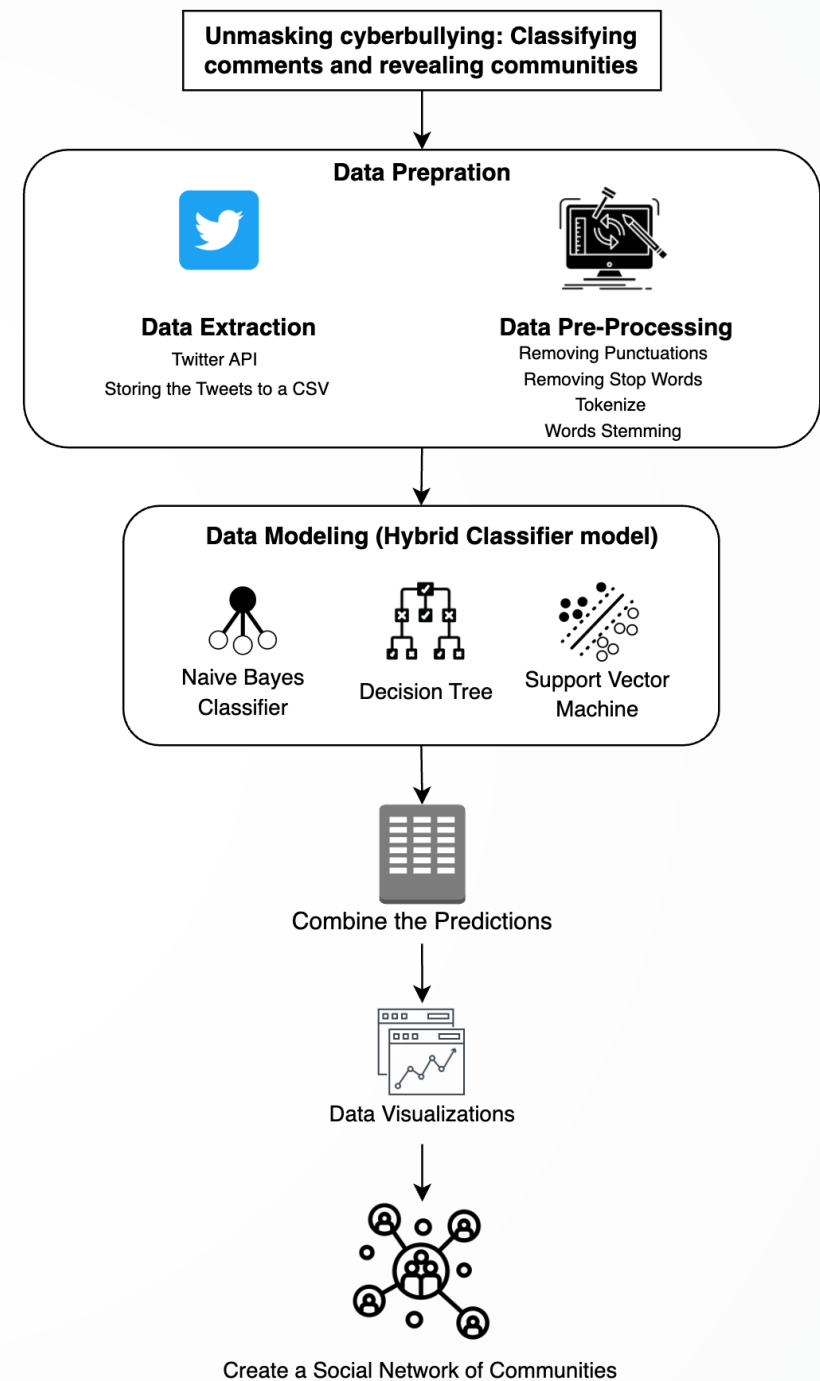 Unmasking cyberbullying: Classifying
comments and revealing communities
Data Prepration
Data Extraction
Twitter API
Storing the Tweets to a CSV
Data Pre-Processing
Removing Punctuations
Removing Stop Words
Tokenize
Words Stemming
Data Modeling (Hybrid Classifier model)
Naive Bayes
Classifier
Decision Tree
Support Vector
Machine
Combine the Predictions
Data Visualizations
Create a Social Network of Communities